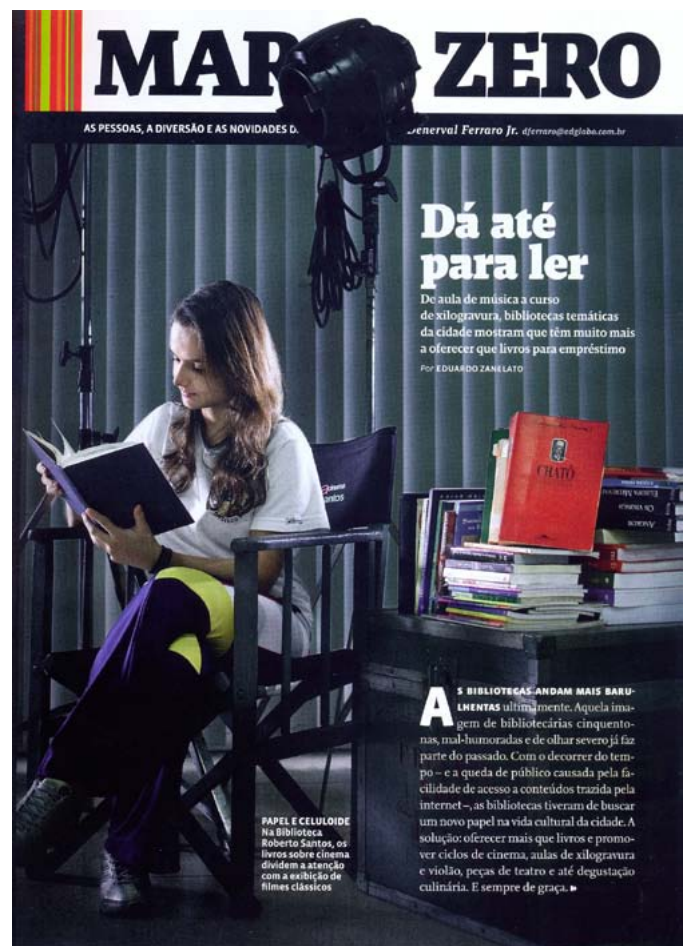 MAR ZERO
AS PESSOAS, A DIVERSÃO E AS NOVIDADES D
Denerval Ferraro Jr. dferraro@edglobo.com.br
Dá até
para ler
De aula de música a curso
de xilogravura, bibliotecas temáticas
da cidade mostram que têm muito mais
a oferecer que livros para empréstimo
Por EDUARDO ZANELATO
CHATÔ
AS BIBLIOTECAS ANDAM MAIS BARU-
LHENTAS ultimamente. Aquela ima-
gem de bibliotecárias cinquento-
nas, mal-humoradas e de olhar severo já faz
parte do passado. Com o decorrer do tem-
po – e a queda de público causada pela fa-
cilidade de acesso a conteúdos trazida pela
internet –, as bibliotecas tiveram de buscar
um novo papel na vida cultural da cidade. A
solução: oferecer mais que livros e promo-
ver ciclos de cinema, aulas de xilogravura
e violão, peças de teatro e até degustação
culinária. E sempre de graça.
PAPEL E CELULOIDE
Na Biblioteca
Roberto Santos, os
livros sobre cinema
dividem a atenção
com a exibição de
filmes clássicos